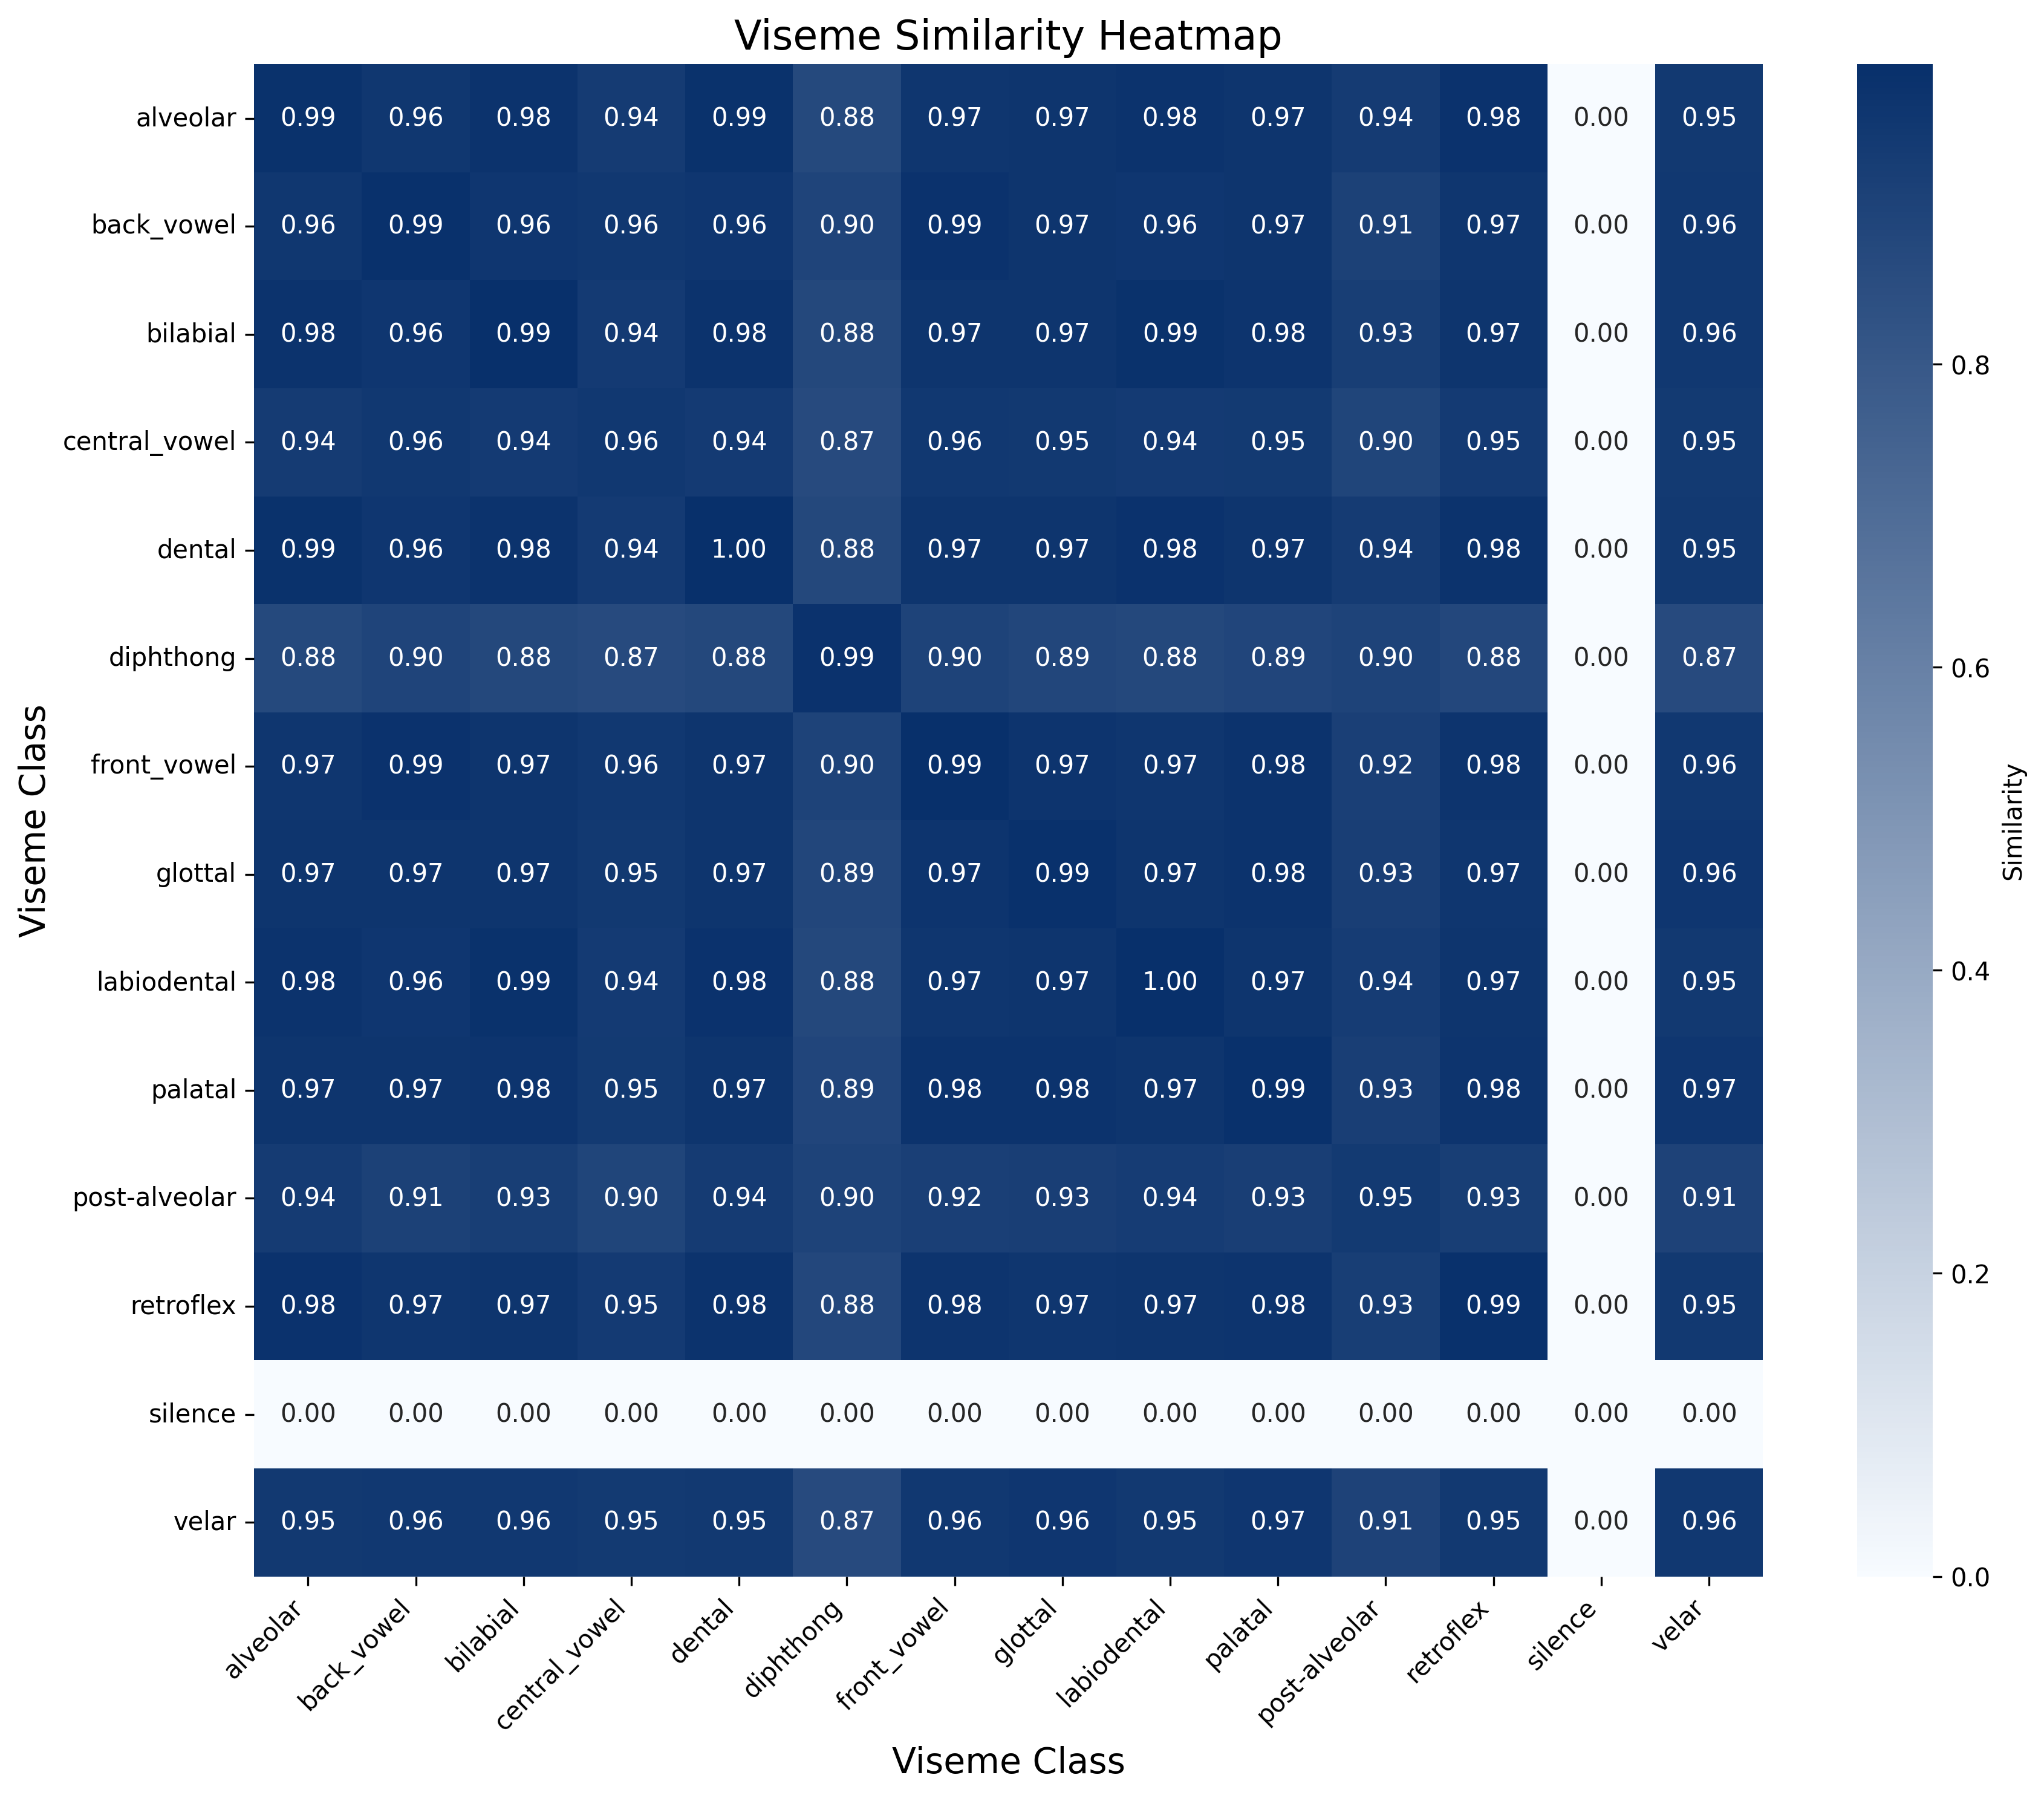 Viseme Similarity Heatmap
alveolar 0.99 0.96 0.98 0.94 0.99 0.88 0.97 0.97 0.98 0.97 0.94 0.98 0.00 0.95
back_vowel 0.96 0.99 0.96 0.96 0.96 0.90 0.99 0.97 0.96 0.97 0.91 0.97 0.00 0.96
bilabial 0.98 0.96 0.99 0.94 0.98 0.88 0.97 0.97 0.99 0.98 0.93 0.97 0.00 0.96
central_vowel 0.94 0.96 0.94 0.96 0.94 0.87 0.96 0.95 0.94 0.95 0.90 0.95 0.00 0.95
dental 0.99 0.96 0.98 0.94 1.00 0.88 0.97 0.97 0.98 0.97 0.94 0.98 0.00 0.95
diphthong 0.88 0.90 0.88 0.87 0.88 0.99 0.90 0.89 0.88 0.89 0.90 0.88 0.00 0.87
front_vowel 0.97 0.99 0.97 0.96 0.97 0.90 0.99 0.97 0.97 0.98 0.92 0.98 0.00 0.96
glottal 0.97 0.97 0.97 0.95 0.97 0.89 0.97 0.99 0.97 0.98 0.93 0.97 0.00 0.96
labiodental 0.98 0.96 0.99 0.94 0.98 0.88 0.97 0.97 1.00 0.97 0.94 0.97 0.00 0.95
palatal 0.97 0.97 0.98 0.95 0.97 0.89 0.98 0.98 0.97 0.99 0.93 0.98 0.00 0.97
post-alveolar 0.94 0.91 0.93 0.90 0.94 0.90 0.92 0.93 0.94 0.93 0.95 0.93 0.00 0.91
retroflex 0.98 0.97 0.97 0.95 0.98 0.88 0.98 0.97 0.97 0.98 0.93 0.99 0.00 0.95
silence 0.00 0.00 0.00 0.00 0.00 0.00 0.00 0.00 0.00 0.00 0.00 0.00 0.00 0.00
velar 0.95 0.96 0.96 0.95 0.95 0.87 0.96 0.96 0.95 0.97 0.91 0.95 0.00 0.96
alveolar back_vowel bilabial central_vowel dental diphthong front_vowel glottal labiodental palatal post-alveolar retroflex silence velar
Viseme Class
Viseme Class
0.8
0.6
0.4
0.2
0.0
Similarity